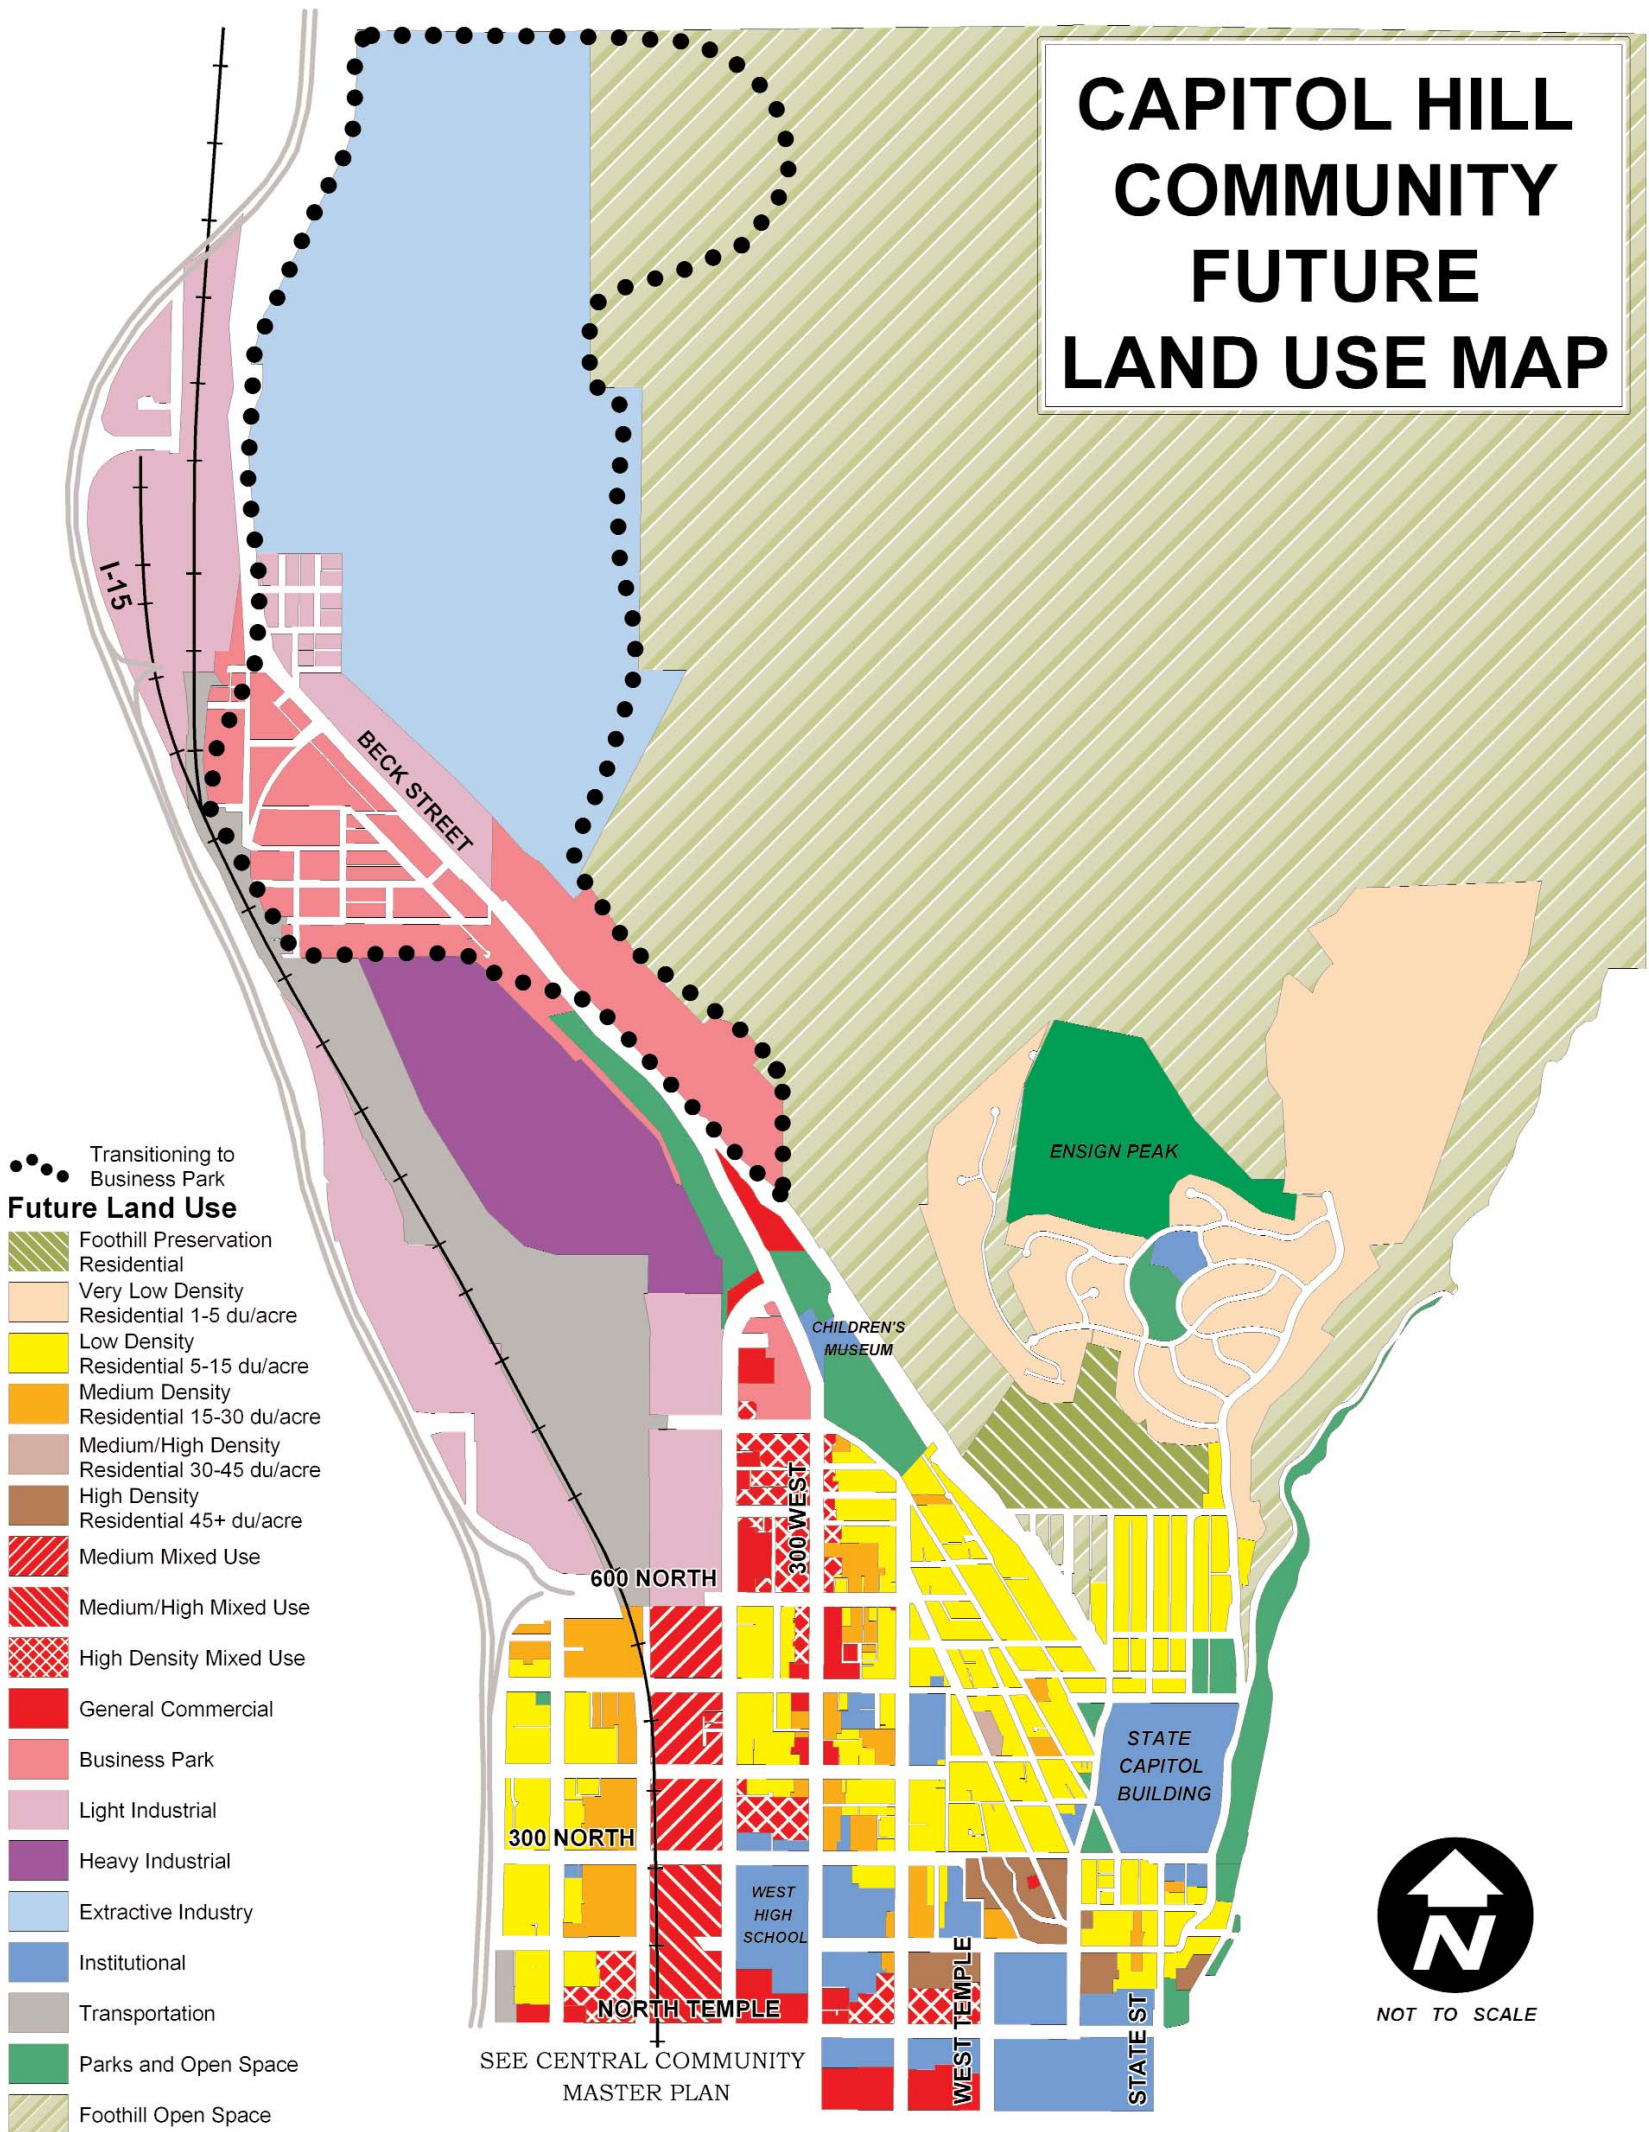 CAPITOL HILL
COMMUNITY
FUTURE
LAND USE MAP
I-15
BECK STREET
ENSIGN PEAK
CHILDREN'S
MUSEUM
300 WEST
600 NORTH
STATE
CAPITOL
BUILDING
300 NORTH
WEST
HIGH
SCHOOL
WEST TEMPLE
NORTH TEMPLE
STATE ST
SEE CENTRAL COMMUNITY
MASTER PLAN
N
NOT TO SCALE
Transitioning to
Business Park
Future Land Use
Foothill Preservation
Residential
Very Low Density
Residential 1-5 du/acre
Low Density
Residential 5-15 du/acre
Medium Density
Residential 15-30 du/acre
Medium/High Density
Residential 30-45 du/acre
High Density
Residential 45+ du/acre
Medium Mixed Use
Medium/High Mixed Use
High Density Mixed Use
General Commercial
Business Park
Light Industrial
Heavy Industrial
Extractive Industry
Institutional
Transportation
Parks and Open Space
Foothill Open Space